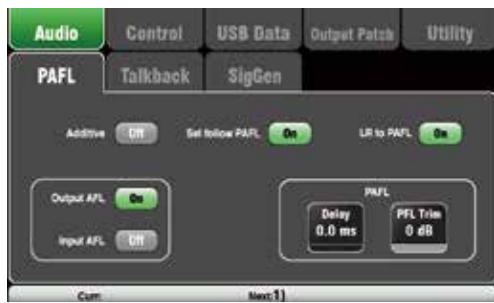 Audio Control USB Data Output Patch Utility
PAFL Talkback SigGen
Additive Off Sel follow PAFL On LR to PAFL On
Output AFL On
Input AFL Off
PAFL
Delay 0.0 ms
PFL Trim 0 dB
Curr: Next:1)